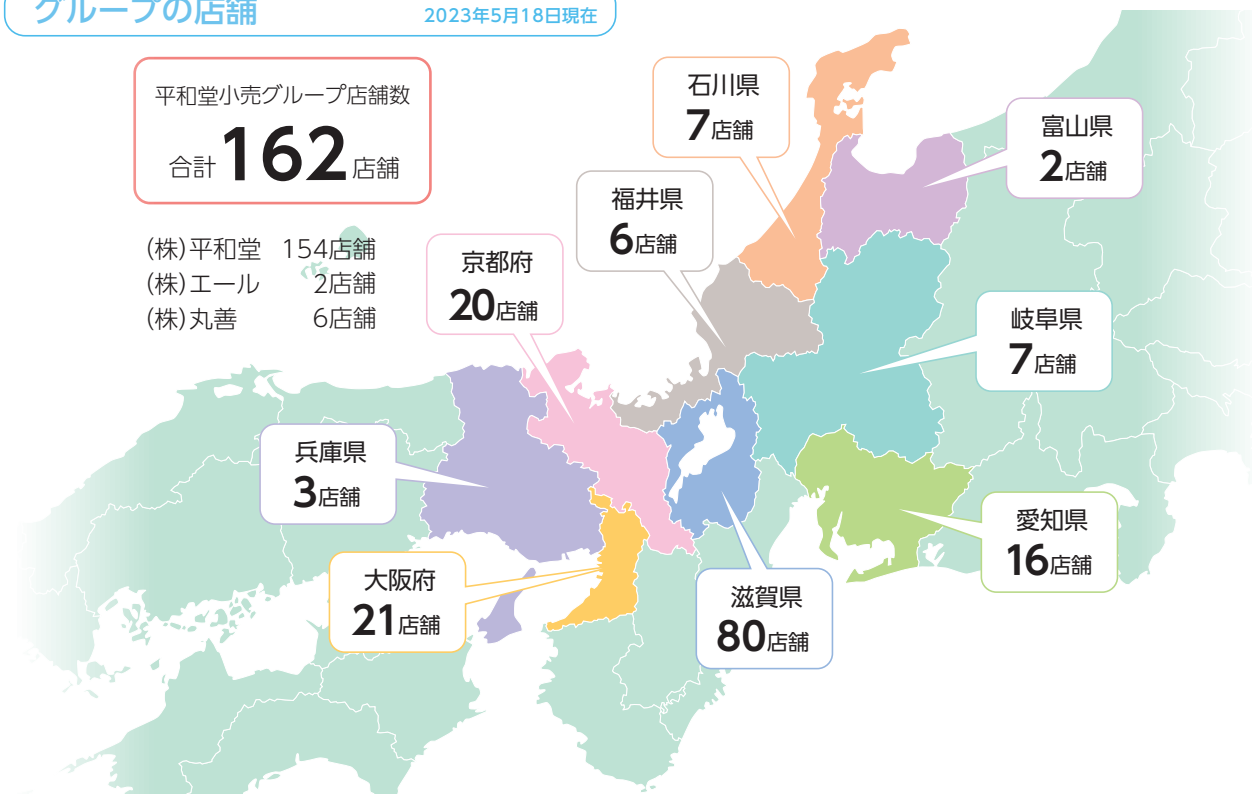 グループの店舗
2023年5月18日現在
平和堂小売グループ店舗数
合計162店舗
(株)平和堂 154店舗
(株)エール 2店舗
(株)丸善 6店舗
石川県
7店舗
富山県
2店舗
福井県
6店舗
京都府
20店舗
岐阜県
7店舗
兵庫県
3店舗
愛知県
16店舗
大阪府
21店舗
滋賀県
80店舗